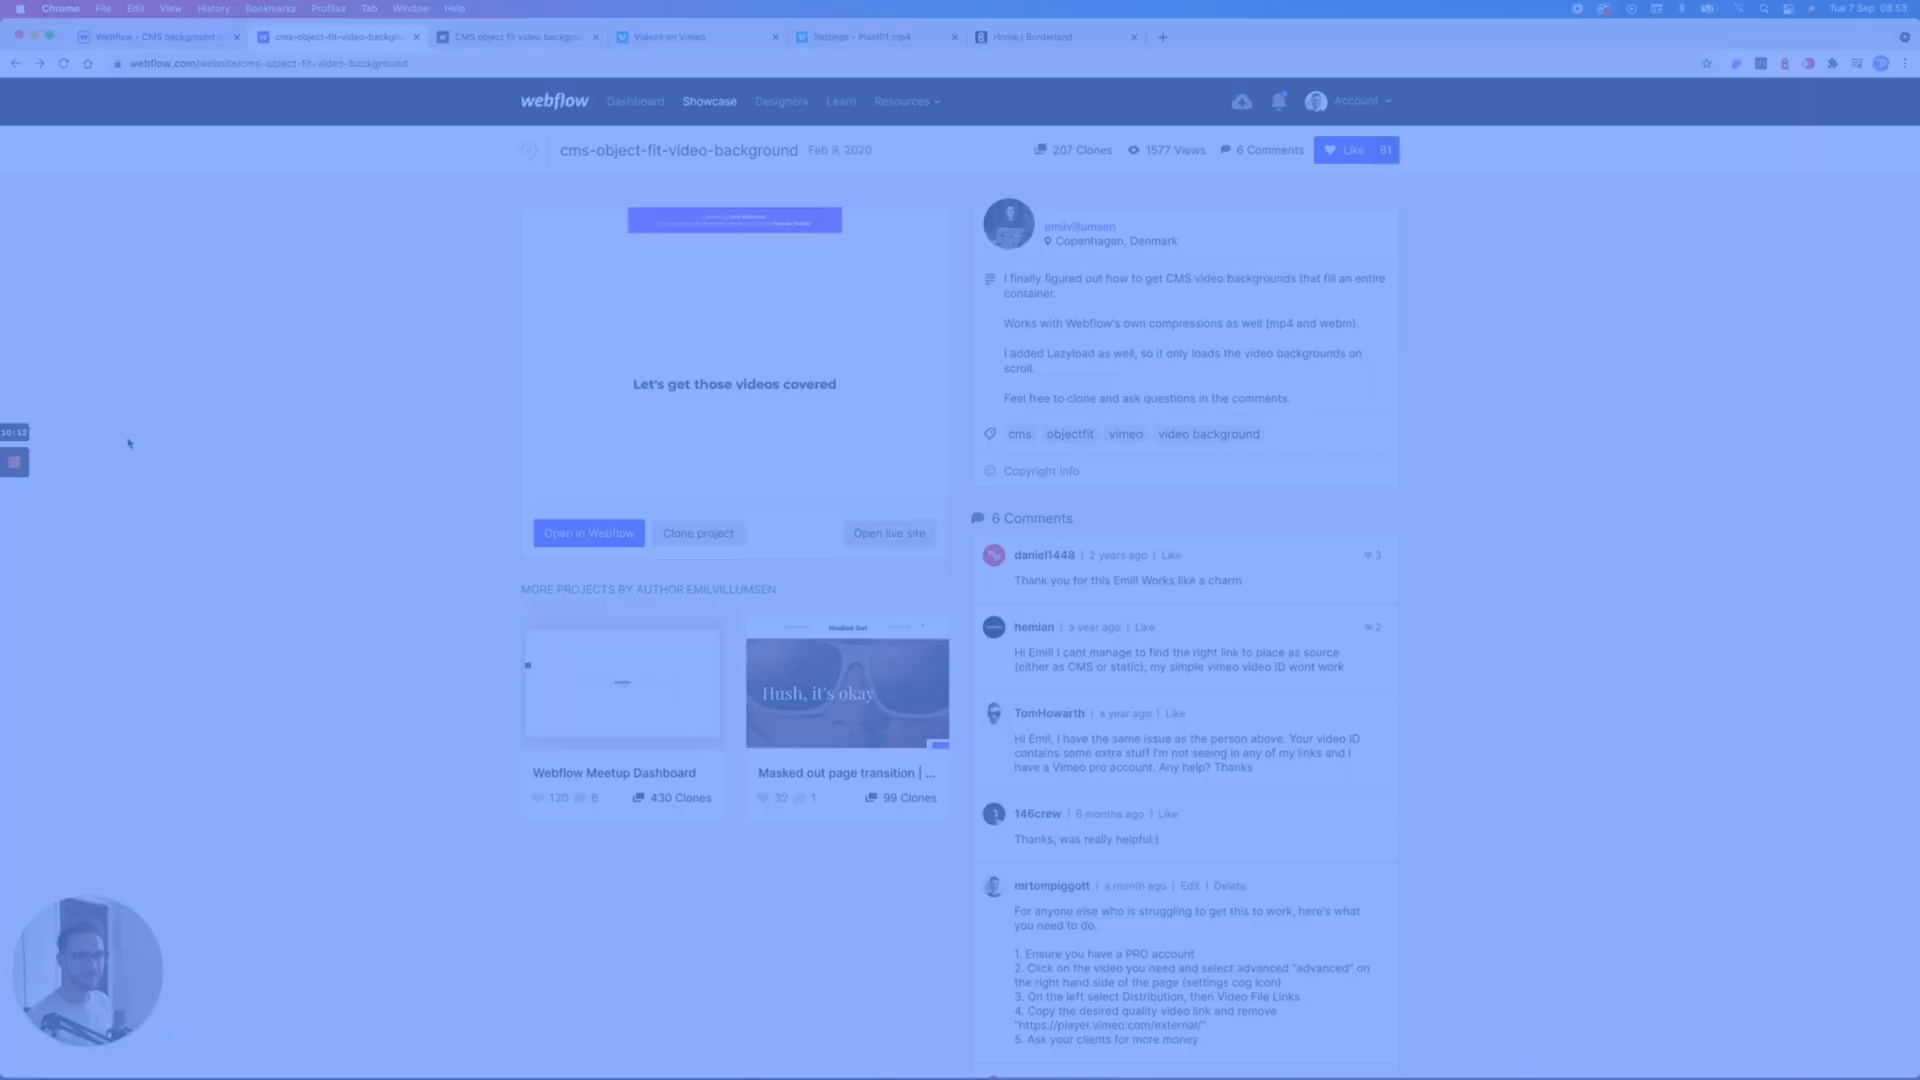 Chrome File Edit View History Bookmarks Profiles Tab Window Help
Tue 7 Sep 08:53
Webflow - CMS background
cms-object-fit-video-backgroun
CMS object fit video backgrou
Videos on Vimeo
Settings - Plast01.mp4
Home | Borderland
webflow.com/website/cms-object-fit-video-background
webflow Dashboard Showcase Designers Learn Resources
Account
cms-object-fit-video-background Feb 9, 2020
207 Clones 1577 Views 6 Comments Like 81
Let's get those videos covered
Open in Webflow Clone project Open live site
MORE PROJECTS BY AUTHOR EMILVILLUMSEN
Webflow Meetup Dashboard
130 6 430 Clones
Masked Out
Hush, it's okay
Masked out page transition | ...
32 1 99 Clones
emilvillumsen
Copenhagen, Denmark
I finally figured out how to get CMS video backgrounds that fill an entire
container.
Works with Webflow's own compressions as well (mp4 and webm).
I added Lazyload as well, so it only loads the video backgrounds on
scroll.
Feel free to clone and ask questions in the comments.
cms objectfit vimeo video background
Copyright Info
6 Comments
daniel1448 | 2 years ago | Like
3
Thank you for this Emil! Works like a charm
hemian | a year ago | Like
2
Hi Emil! I cant manage to find the right link to place as source
(either as CMS or static), my simple vimeo video ID wont work
TomHowarth | a year ago | Like
Hi Emil, I have the same issue as the person above. Your video ID
contains some extra stuff I'm not seeing in any of my links and I
have a Vimeo pro account. Any help? Thanks
146crew | 6 months ago | Like
Thanks, was really helpful:)
mrtompiggott | a month ago | Edit | Delete
For anyone else who is struggling to get this to work, here's what
you need to do.
1. Ensure you have a PRO account
2. Click on the video you need and select advanced "advanced" on
the right hand side of the page (settings cog icon)
3. On the left select Distribution, then Video File Links
4. Copy the desired quality video link and remove
"https://player.vimeo.com/external/"
5. Ask your clients for more money
10:12